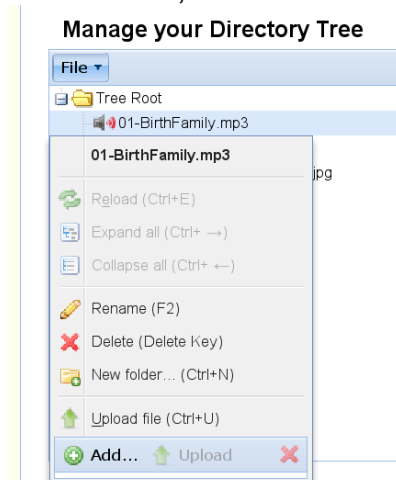 Manage your Directory Tree
File
Tree Root
01-BirthFamily.mp3
01-BirthFamily.mp3
jpg
Reload (Ctrl+E)
Expand all (Ctrl+ →)
Collapse all (Ctrl+ ←)
Rename (F2)
Delete (Delete Key)
New folder... (Ctrl+N)
Upload file (Ctrl+U)
Add... Upload